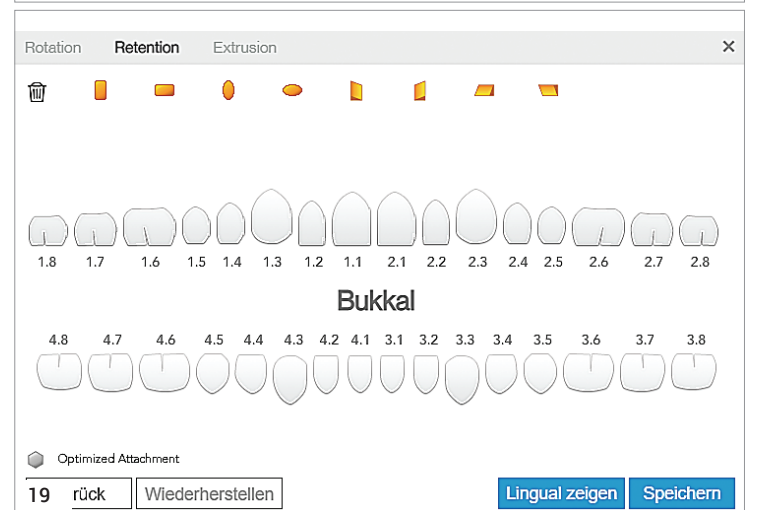 Rotation Retention Extrusion ×
1.8 1.7 1.6 1.5 1.4 1.3 1.2 1.1 2.1 2.2 2.3 2.4 2.5 2.6 2.7 2.8
Bukkal
4.8 4.7 4.6 4.5 4.4 4.3 4.2 4.1 3.1 3.2 3.3 3.4 3.5 3.6 3.7 3.8
Optimized Attachment
19 rück Wiederherstellen Lingual zeigen Speichern